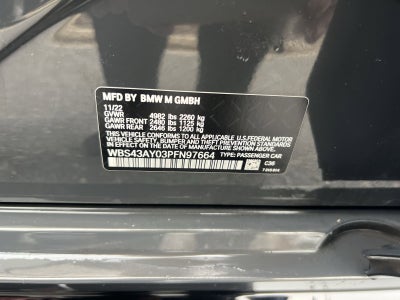 MFD BY BMW M GMBH
11/22
GVWR 4982 lbs 2260 kg
GAWR FRONT 2480 lbs 1125 kg
GAWR REAR 2646 lbs 1200 kg
THIS VEHICLE CONFORMS TO ALL APPLICABLE U.S.FEDERAL MOTOR
VEHICLE SAFETY, BUMPER AND THEFT PREVENTION STANDARDS
IN EFFECT ON THE DATE OF MANUFACTURE SHOWN ABOVE.
WBS43AY03PFN97664 TYPE: PASSENGER CAR
C36